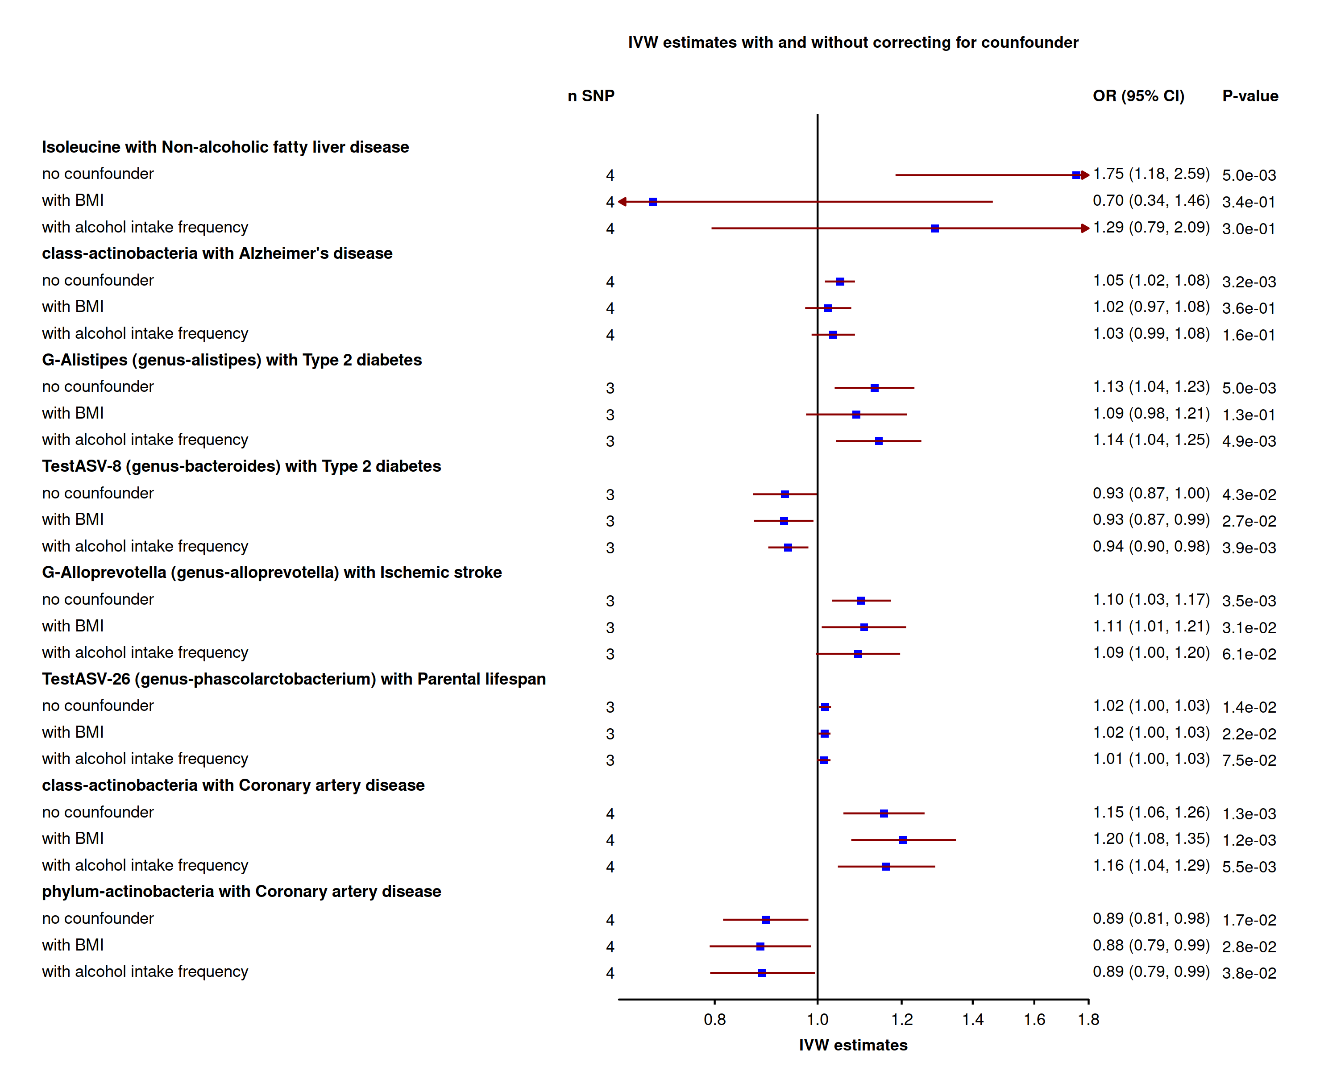 IVW estimates with and without correcting for counfounder
n SNP OR (95% CI) P-value
Isoleucine with Non-alcoholic fatty liver disease
no counfounder 4 1.75 (1.18, 2.59) 5.0e-03
with BMI 4 0.70 (0.34, 1.46) 3.4e-01
with alcohol intake frequency 4 1.29 (0.79, 2.09) 3.0e-01
class-actinobacteria with Alzheimer's disease
no counfounder 4 1.05 (1.02, 1.08) 3.2e-03
with BMI 4 1.02 (0.97, 1.08) 3.6e-01
with alcohol intake frequency 4 1.03 (0.99, 1.08) 1.6e-01
G-Alistipes (genus-alistipes) with Type 2 diabetes
no counfounder 3 1.13 (1.04, 1.23) 5.0e-03
with BMI 3 1.09 (0.98, 1.21) 1.3e-01
with alcohol intake frequency 3 1.14 (1.04, 1.25) 4.9e-03
TestASV-8 (genus-bacteroides) with Type 2 diabetes
no counfounder 3 0.93 (0.87, 1.00) 4.3e-02
with BMI 3 0.93 (0.87, 0.99) 2.7e-02
with alcohol intake frequency 3 0.94 (0.90, 0.98) 3.9e-03
G-Alloprevotella (genus-alloprevotella) with Ischemic stroke
no counfounder 3 1.10 (1.03, 1.17) 3.5e-03
with BMI 3 1.11 (1.01, 1.21) 3.1e-02
with alcohol intake frequency 3 1.09 (1.00, 1.20) 6.1e-02
TestASV-26 (genus-phascolarctobacterium) with Parental lifespan
no counfounder 3 1.02 (1.00, 1.03) 1.4e-02
with BMI 3 1.02 (1.00, 1.03) 2.2e-02
with alcohol intake frequency 3 1.01 (1.00, 1.03) 7.5e-02
class-actinobacteria with Coronary artery disease
no counfounder 4 1.15 (1.06, 1.26) 1.3e-03
with BMI 4 1.20 (1.08, 1.35) 1.2e-03
with alcohol intake frequency 4 1.16 (1.04, 1.29) 5.5e-03
phylum-actinobacteria with Coronary artery disease
no counfounder 4 0.89 (0.81, 0.98) 1.7e-02
with BMI 4 0.88 (0.79, 0.99) 2.8e-02
with alcohol intake frequency 4 0.89 (0.79, 0.99) 3.8e-02
0.8 1.0 1.2 1.4 1.6 1.8
IVW estimates